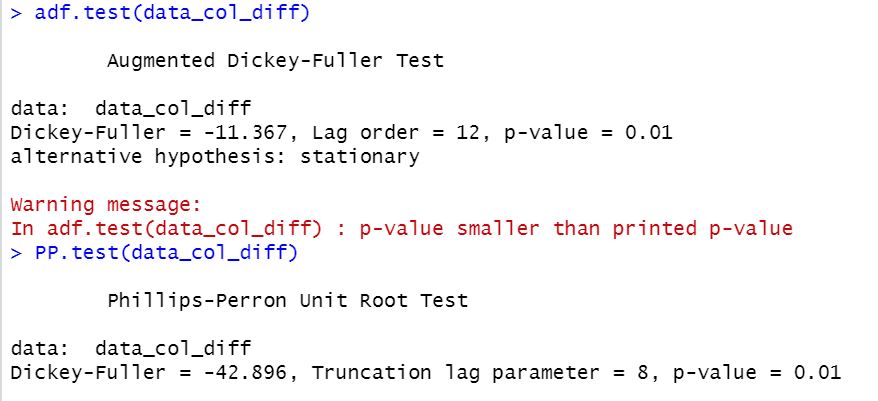 > adf.test(data_col_diff)
Augmented Dickey-Fuller Test
data:  data_col_diff
Dickey-Fuller = -11.367, Lag order = 12, p-value = 0.01
alternative hypothesis: stationary
Warning message:
In adf.test(data_col_diff) : p-value smaller than printed p-value
> PP.test(data_col_diff)
Phillips-Perron Unit Root Test
data:  data_col_diff
Dickey-Fuller = -42.896, Truncation lag parameter = 8, p-value = 0.01